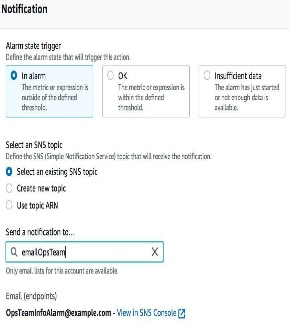 Notification
Alarm state trigger
Define the alarm state that will trigger this action.
In alarm
The metric or expression is
outside of the defined
threshold.
OK
The metric or expression is
within the defined
threshold.
Insufficient data
The alarm has just started
or not enough data is
available.
Select an SNS topic
Define the SNS (Simple Notification Service) topic that will receive the notification.
Select an existing SNS topic
Create new topic
Use topic ARN
Send a notification to...
emailOpsTeam
Only email lists for this account are available.
Email (endpoints)
OpsTeamInfoAlarm@example.com - View in SNS Console